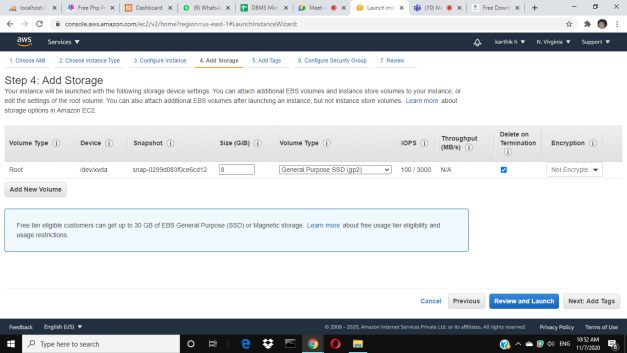 localhost /
Free Php P
Dashboard
(9) WhatsA
DBMS Min
Meet
Launch inst
(10) M
Free Down
console.aws.amazon.com/ec2/v2/home?region=us-east-1#LaunchInstanceWizard:
aws Services karthik h N. Virginia Support
1. Choose AMI 2. Choose Instance Type 3. Configure Instance 4. Add Storage 5. Add Tags 6. Configure Security Group 7. Review
Step 4: Add Storage
Your instance will be launched with the following storage device settings. You can attach additional EBS volumes and instance store volumes to your instance, or
edit the settings of the root volume. You can also attach additional EBS volumes after launching an instance, but not instance store volumes. Learn more about
storage options in Amazon EC2.
Volume Type Device Snapshot Size (GiB) Volume Type IOPS Throughput (MB/s) Delete on Termination Encryption
Root /dev/xvda snap-0299d083f0ce6cd12 8 General Purpose SSD (gp2) 100 / 3000 N/A Not Encrypte
Add New Volume
Free tier eligible customers can get up to 30 GB of EBS General Purpose (SSD) or Magnetic storage. Learn more about free usage tier eligibility and
usage restrictions.
Cancel Previous Review and Launch Next: Add Tags
Feedback English (US) © 2008 - 2020, Amazon Internet Services Private Ltd. or its affiliates. All rights reserved. Privacy Policy Terms of Use
Type here to search
ENG
10:52 AM
11/7/2020